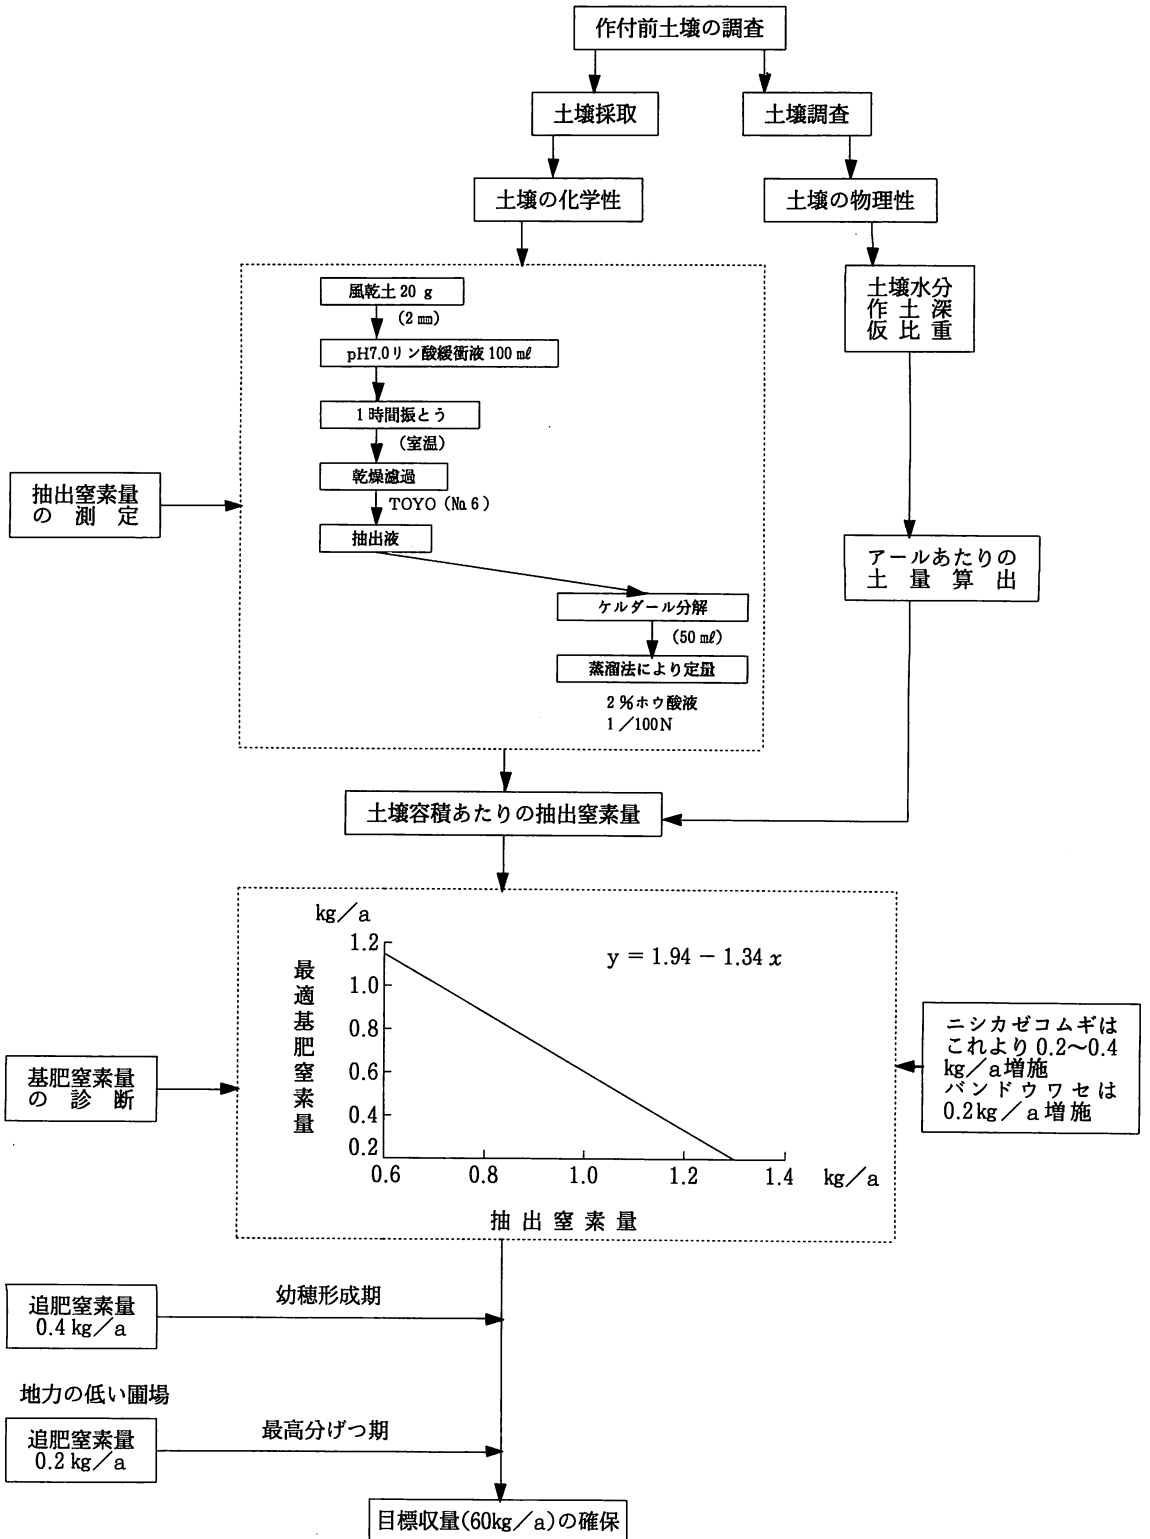 作付前土壌の調査
土壌採取
土壌調査
土壌の化学性
土壌の物理性
風乾土 20 g
(2 ㎜)
pH7.0リン酸緩衝液 100 ㎖
1 時間振とう
(室温)
乾燥濾過
TOYO (№ 6)
抽出液
ケルダール分解
(50 ㎖)
蒸溜法により定量
2 %ホウ酸液
1 /100N
抽出窒素量
の 測 定
土壌水分
作 土 深
仮 比 重
アールあたりの
土 量 算 出
土壌容積あたりの抽出窒素量
kg/a
最適基肥窒素量
1.2
1.0
0.8
0.6
0.4
0.2
y = 1.94 - 1.34 x
0.6 0.8 1.0 1.2 1.4 kg/a
抽 出 窒 素 量
基肥窒素量
の 診 断
ニシカゼコムギは
これより 0.2〜0.4
kg/a増施
バンドウワセは
0.2kg/a増施
追肥窒素量
0.4 kg/a
幼穂形成期
地力の低い圃場
追肥窒素量
0.2 kg/a
最高分げつ期
目標収量(60kg/a)の確保